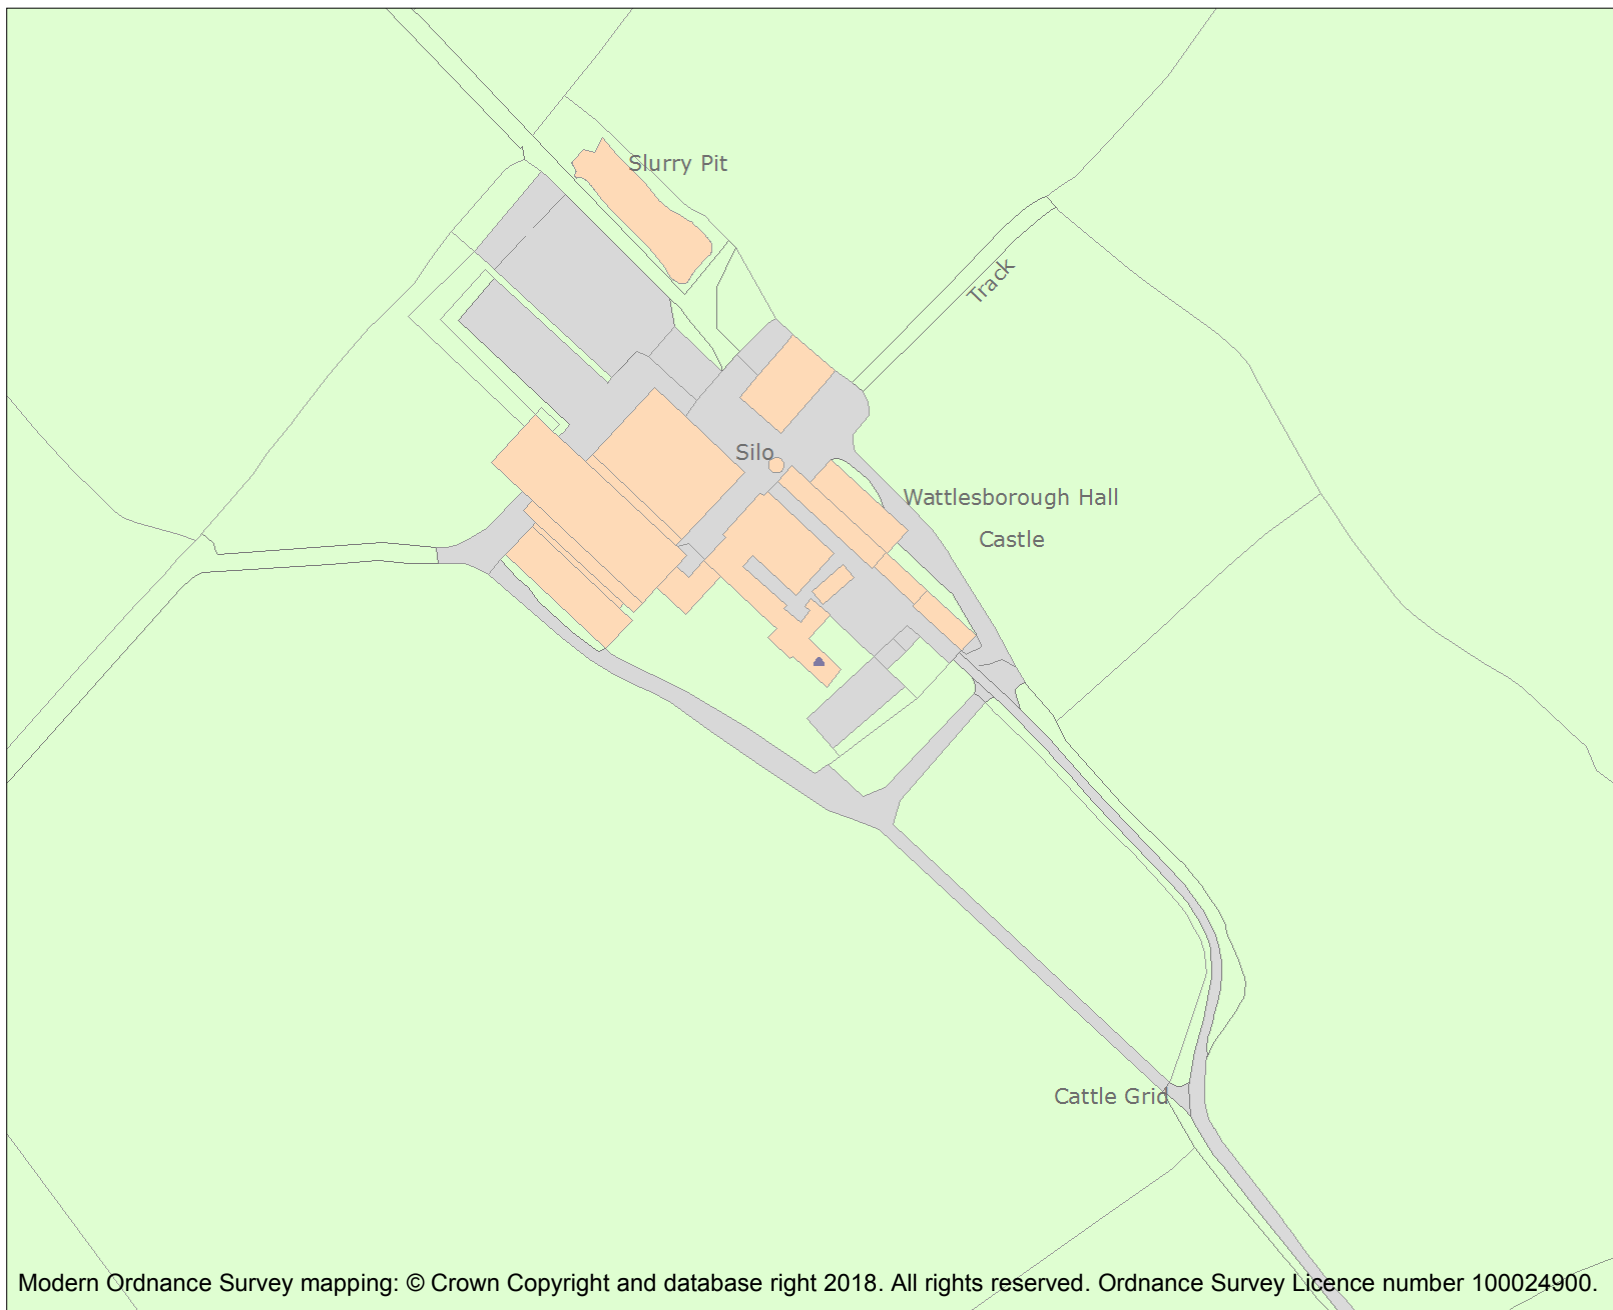 Slurry Pit
Track
Silo
Wattlesborough Hall
Castle
Cattle Grid
Modern Ordnance Survey mapping: © Crown Copyright and database right 2018. All rights reserved. Ordnance Survey Licence number 100024900.